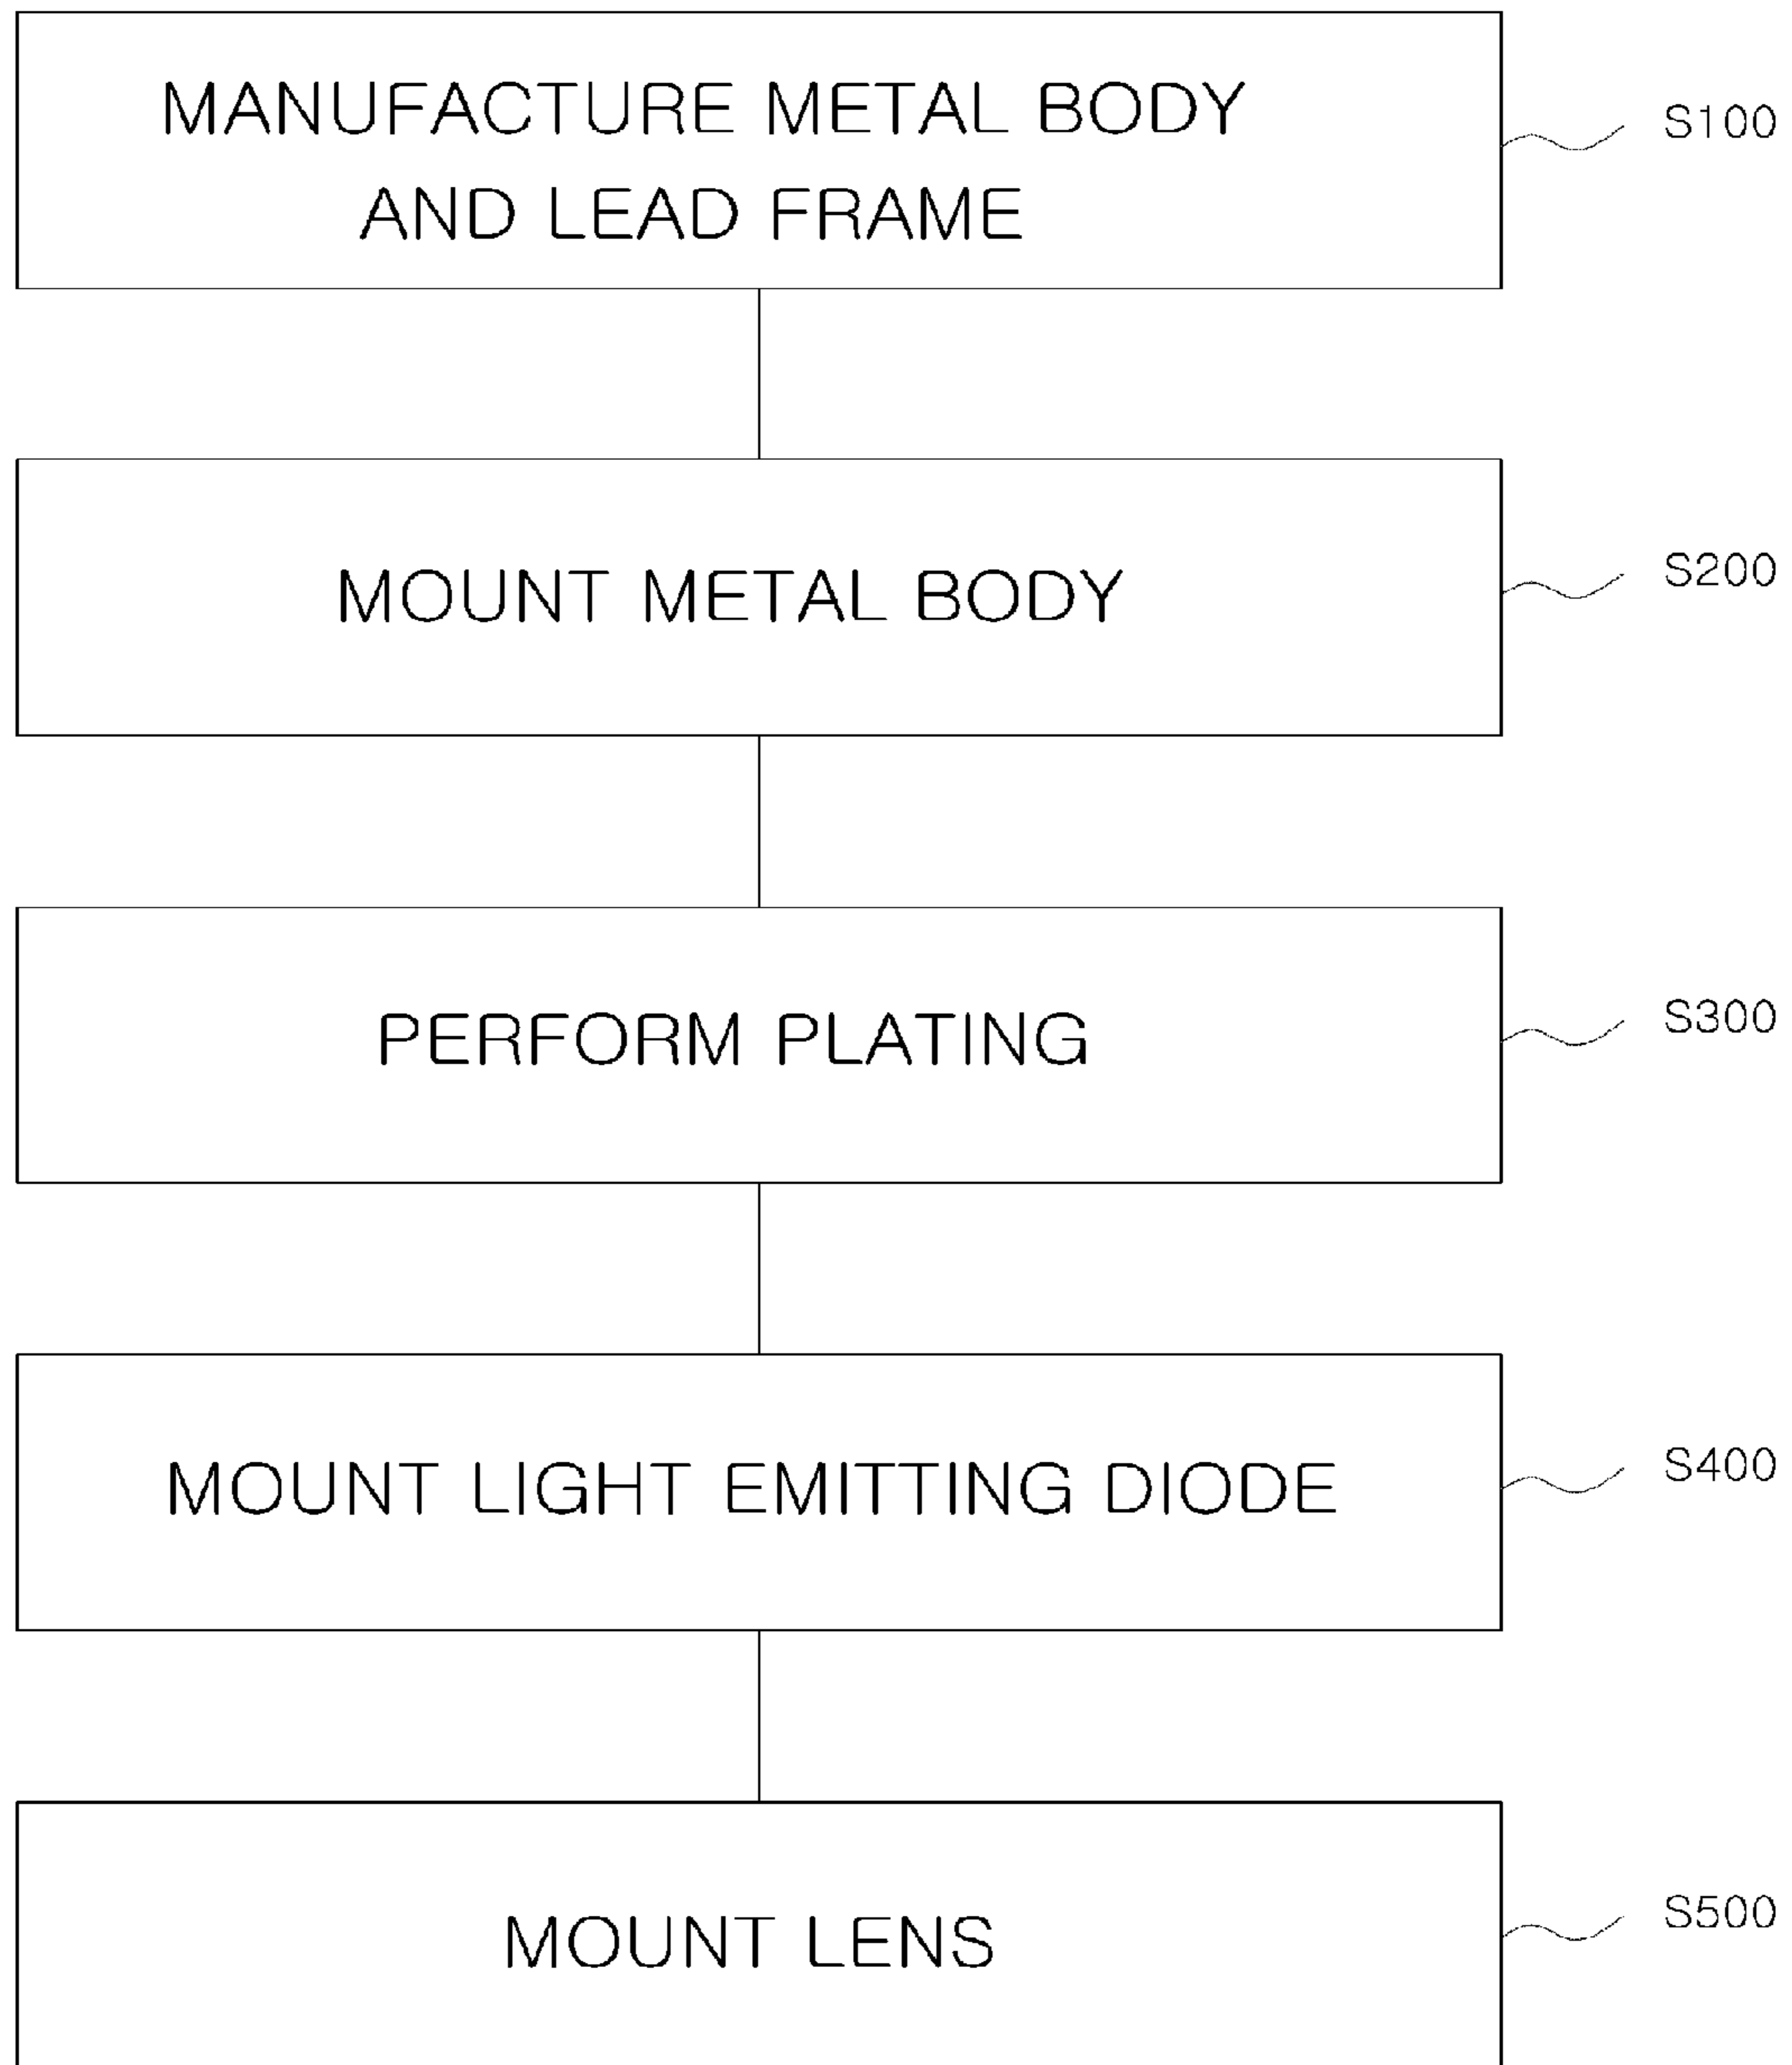 MANUFACTURE METAL BODY
AND LEAD FRAME
S100
MOUNT METAL BODY
S200
PERFORM PLATING
S300
MOUNT LIGHT EMITTING DIODE
S400
MOUNT LENS
S500